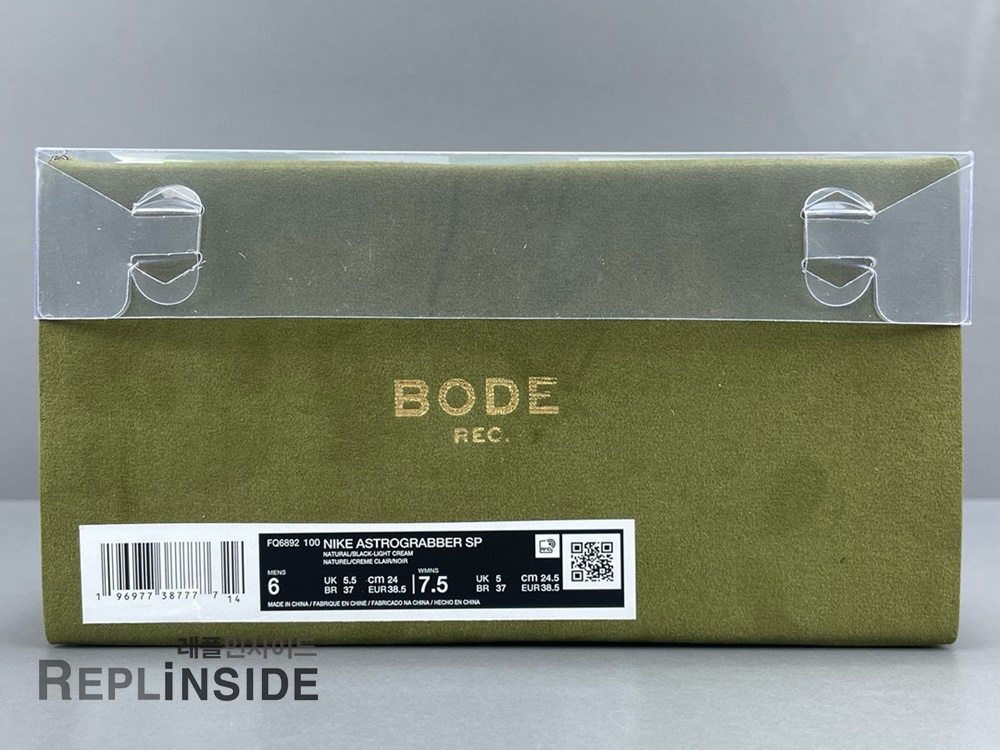 BODE
REC.
FQ6892 100 NIKE ASTROGRABBER SP
NATURAL/BLACK-LIGHT CREAM
NATUREL/CREME CLAIR/NOIR
MENS 6 UK 5.5 cm 24 BR 37 EUR 38.5
WMNS 7.5 UK 5 cm 24.5 BR 37 EUR 38.5
MADE IN CHINA / FABRIQUE EN CHINE / FABRICADO NA CHINA / HECHO EN CHINA
1 96977 38777 7 14
래플인사이드
REPLiNSIDE